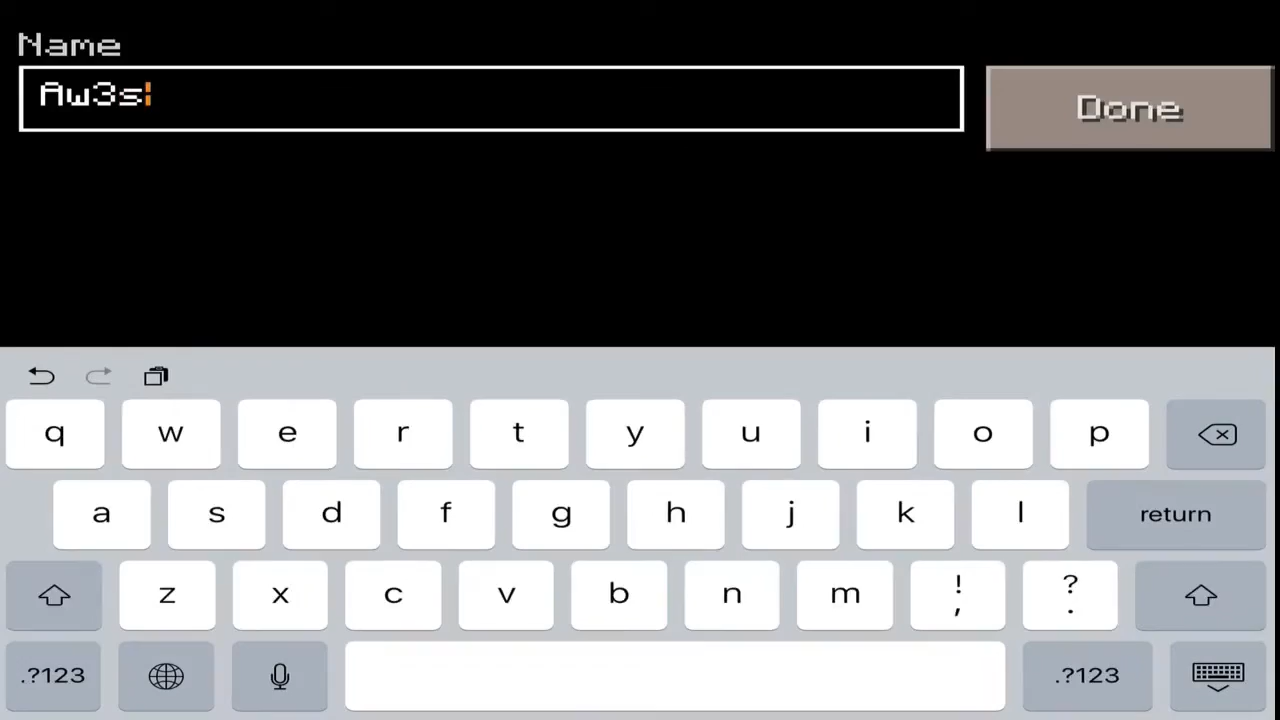 Name
Aw3s
Done
q w e r t y u i o p
a s d f g h j k l return
z x c v b n m ! , ? .
.?123 .?123